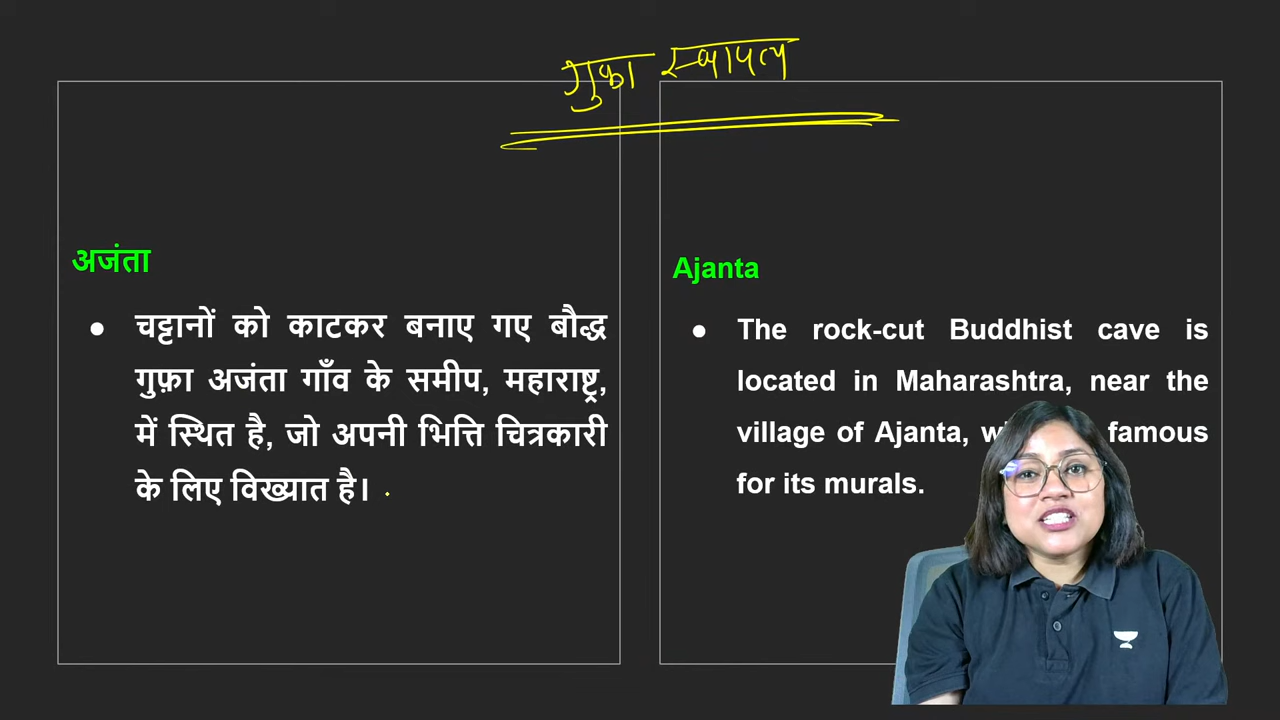 गुफा स्थापत्य
अजंता
● चट्टानों को काटकर बनाए गए बौद्ध
गुफ़ा अजंता गाँव के समीप, महाराष्ट्र,
में स्थित है, जो अपनी भित्ति चित्रकारी
के लिए विख्यात है।
Ajanta
● The rock-cut Buddhist cave is
located in Maharashtra, near the
village of Ajanta, famous
for its murals.